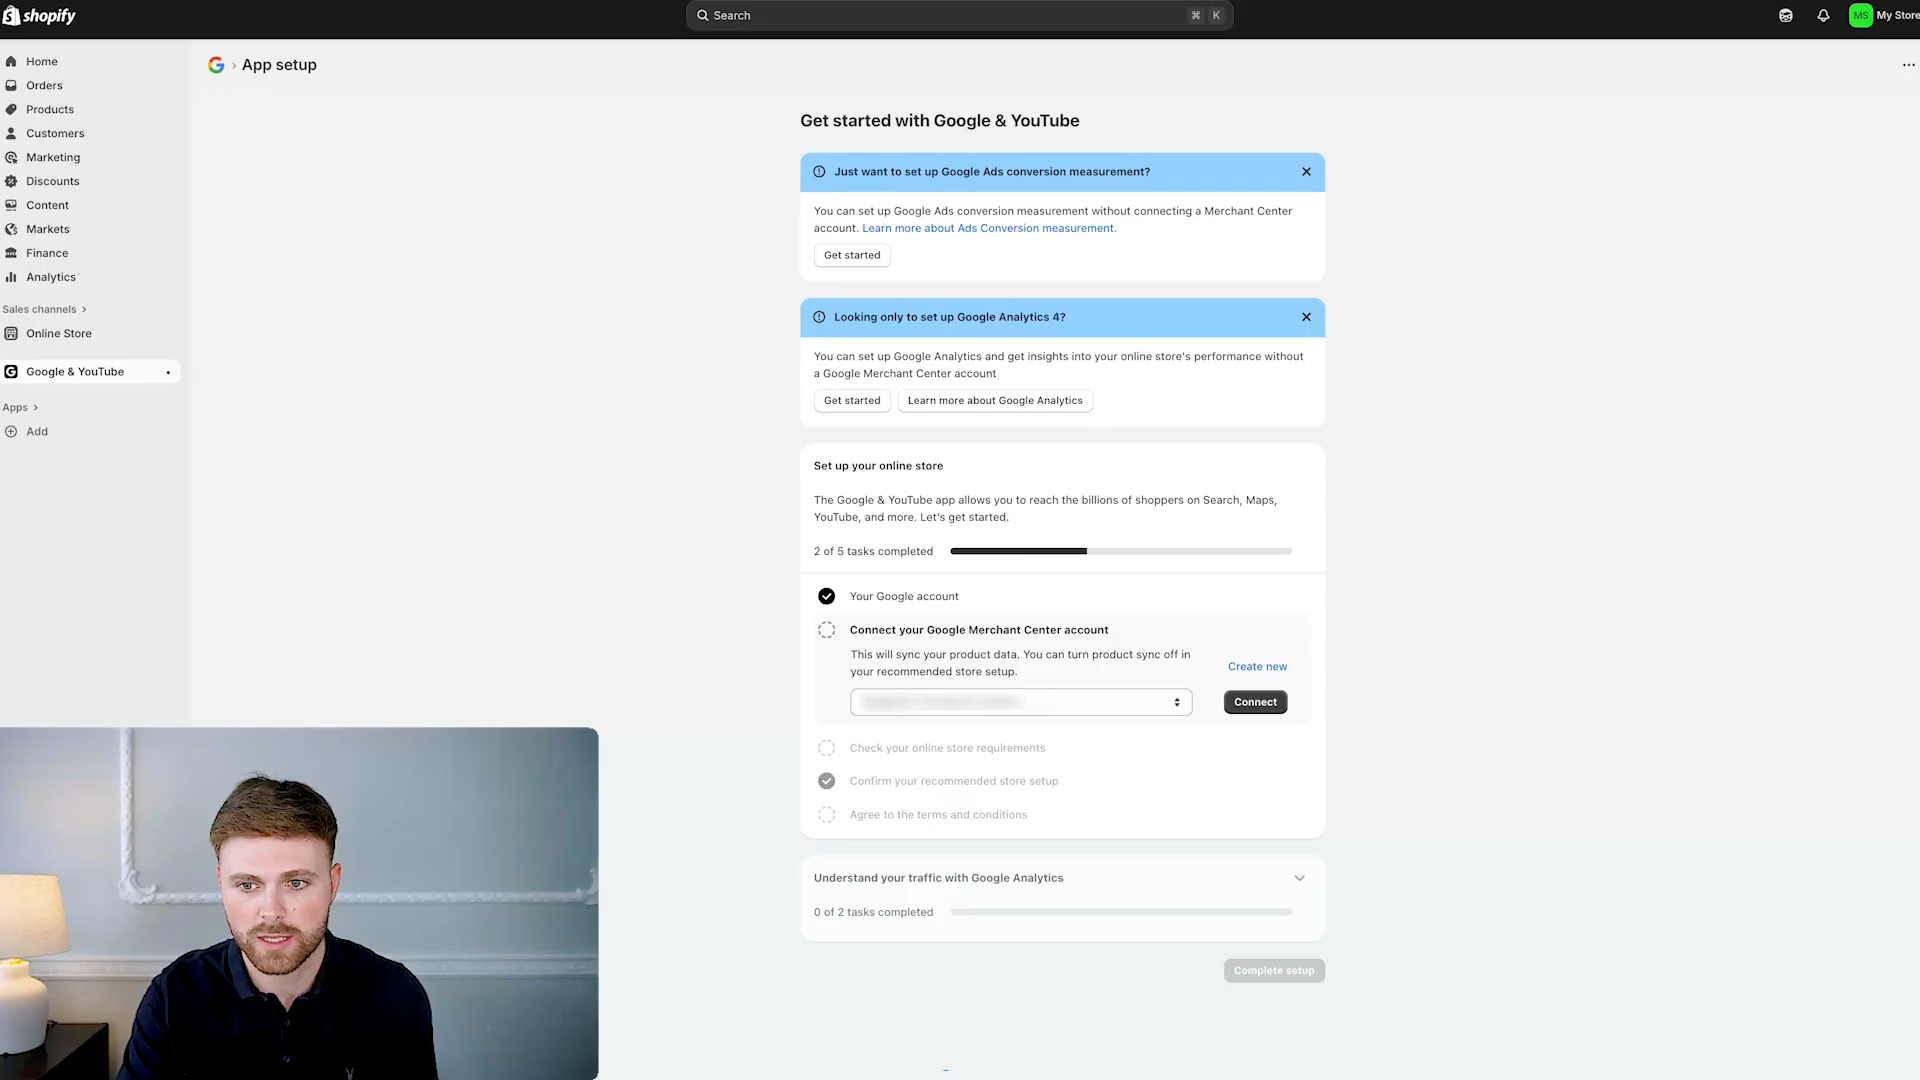 shopify
Search
⌘ K
MS My Store
Home
Orders
Products
Customers
Marketing
Discounts
Content
Markets
Finance
Analytics
Sales channels
Online Store
Google & YouTube
Apps
Add
› App setup
Get started with Google & YouTube
Just want to set up Google Ads conversion measurement?
You can set up Google Ads conversion measurement without connecting a Merchant Center
account. Learn more about Ads Conversion measurement.
Get started
Looking only to set up Google Analytics 4?
You can set up Google Analytics and get insights into your online store's performance without
a Google Merchant Center account
Get started
Learn more about Google Analytics
Set up your online store
The Google & YouTube app allows you to reach the billions of shoppers on Search, Maps,
YouTube, and more. Let's get started.
2 of 5 tasks completed
Your Google account
Connect your Google Merchant Center account
This will sync your product data. You can turn product sync off in
your recommended store setup.
Create new
Connect
Check your online store requirements
Confirm your recommended store setup
Agree to the terms and conditions
Understand your traffic with Google Analytics
0 of 2 tasks completed
Complete setup